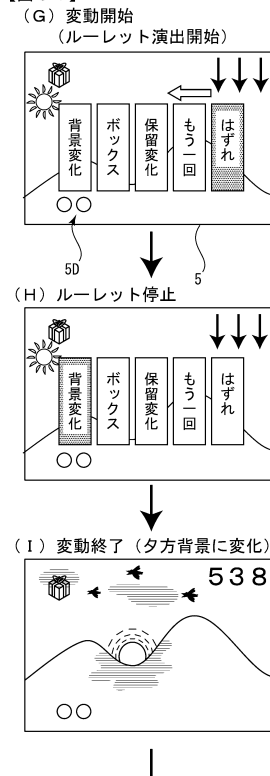 （G）変動開始
（ルーレット演出開始）
背景変化
ボックス
保留変化
もう一回
はずれ
5D
5
（H）ルーレット停止
背景変化
ボックス
保留変化
もう一回
はずれ
（I）変動終了（夕方背景に変化）
538